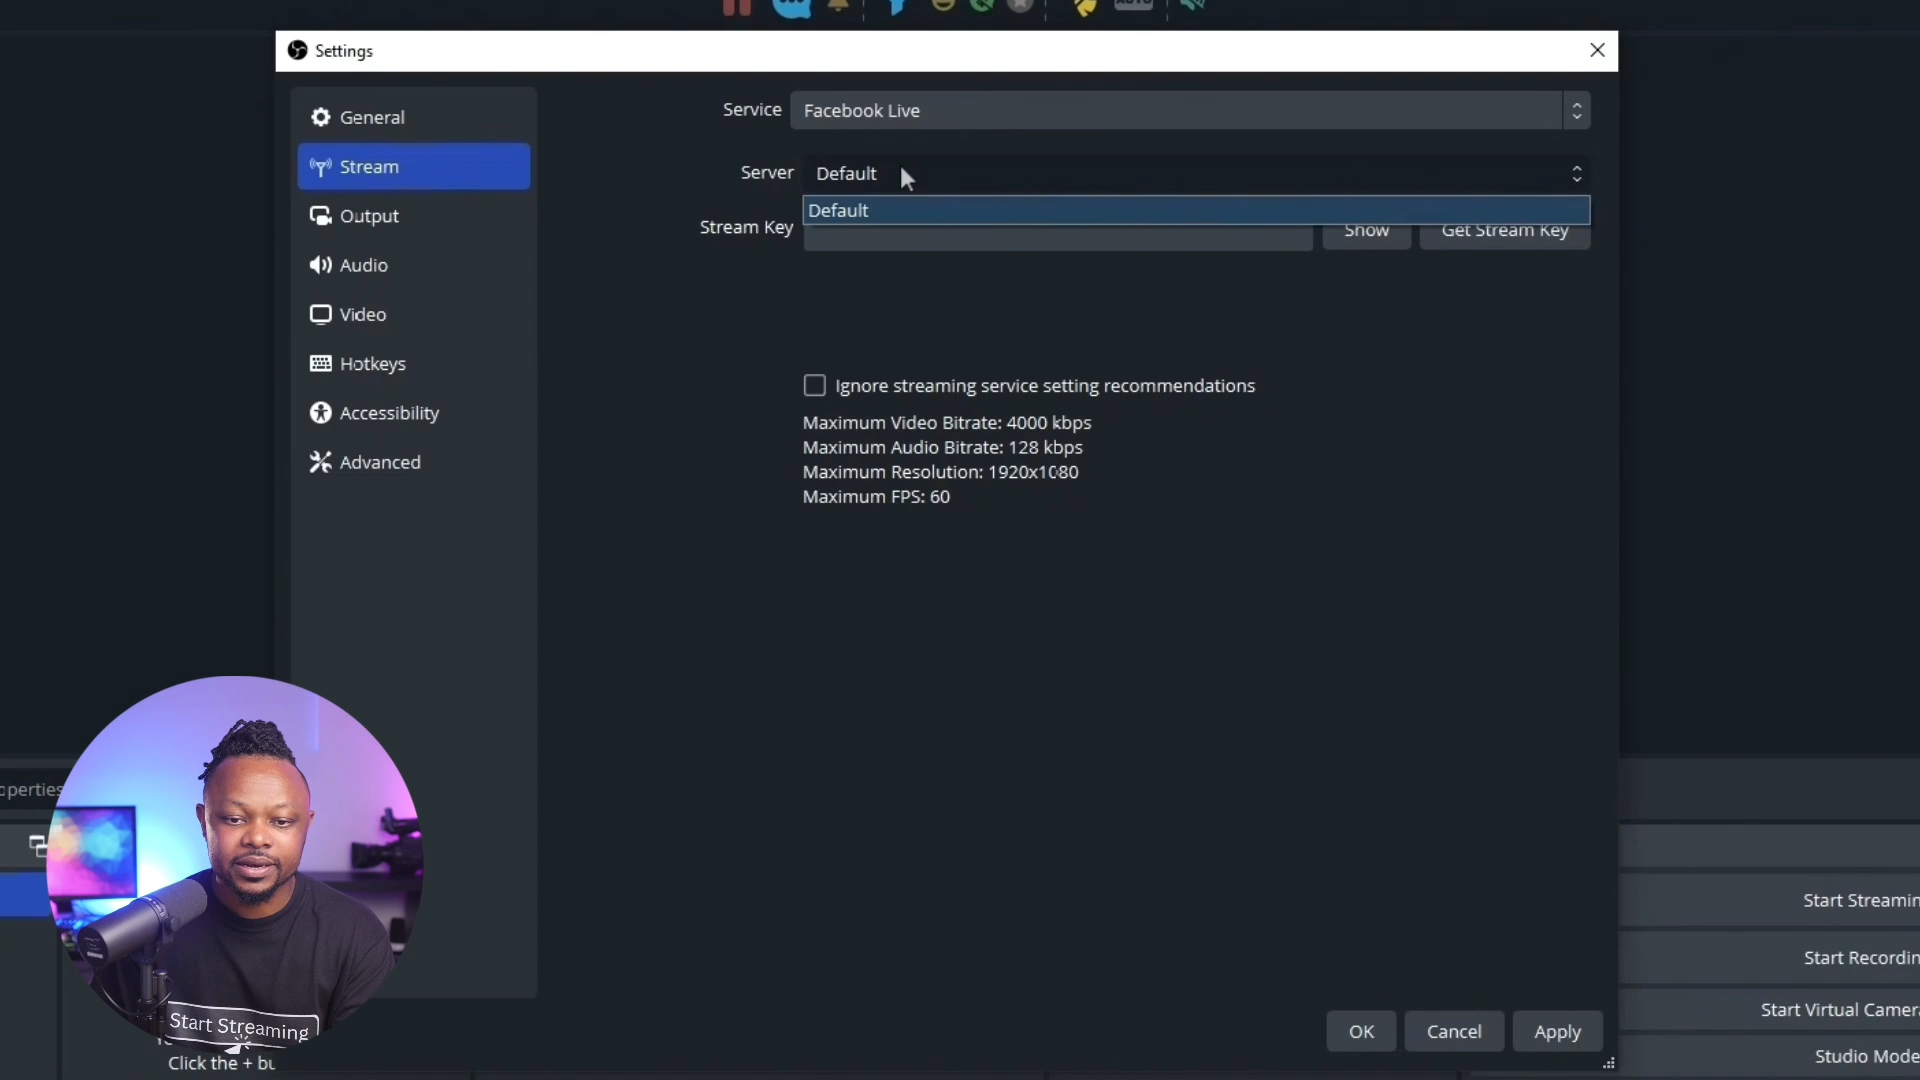 AUTO
Settings
General
Stream
Output
Audio
Video
Hotkeys
Accessibility
Advanced
Service
Facebook Live
Server
Default
Default
Stream Key
Show
Get Stream Key
Ignore streaming service setting recommendations
Maximum Video Bitrate: 4000 kbps
Maximum Audio Bitrate: 128 kbps
Maximum Resolution: 1920x1080
Maximum FPS: 60
OK
Cancel
Apply
operties
Start Streaming
Click the + bu
Start Streamin
Start Recordin
Start Virtual Camera
Studio Mode